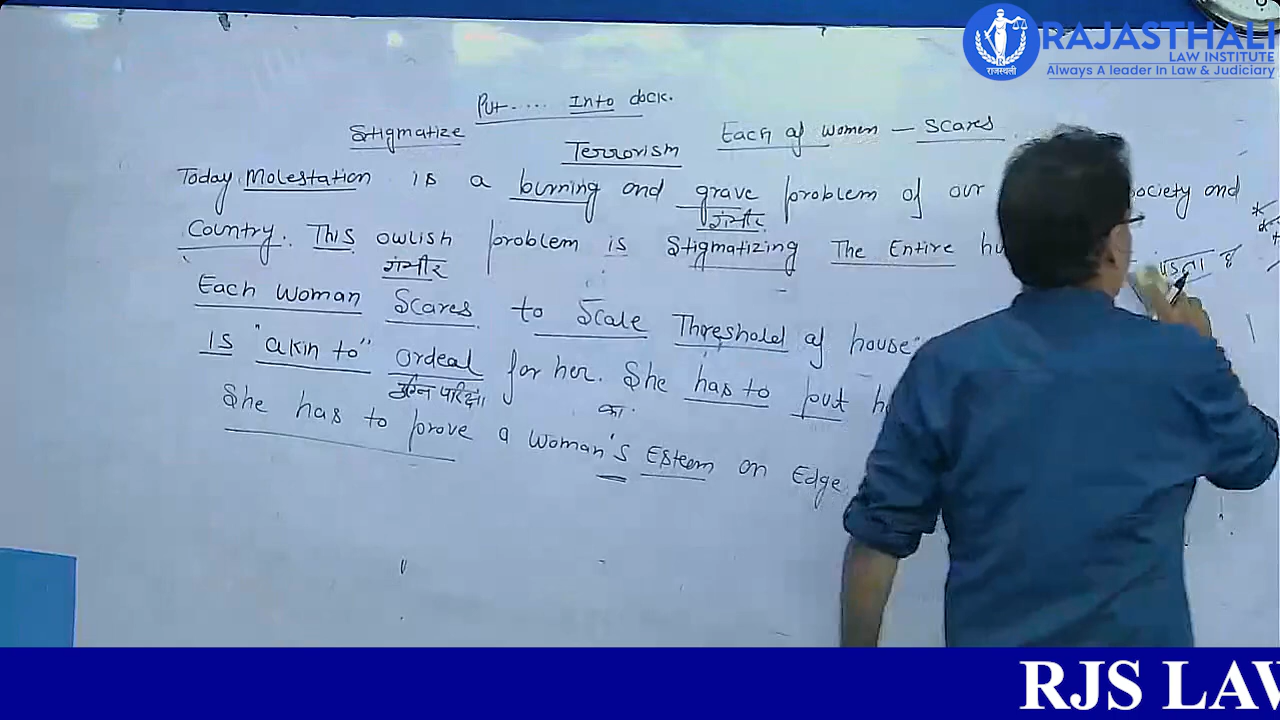 RAJASTHALI
LAW INSTITUTE
राजस्थली
Always A leader In Law & Judiciary
Put ..... Into dock.
Stigmatize
Each of women — Scares
Terrorism
Today Molestation is a burning and grave problem of our society and
गंभीर
Country. This owlish problem is Stigmatizing The Entire
गंभीर
Each woman Scares to Scale Threshold of house
is "akin to" ordeal for her. She has to put
का
She has to prove a woman's Esteem on Edge.
RJS LAW